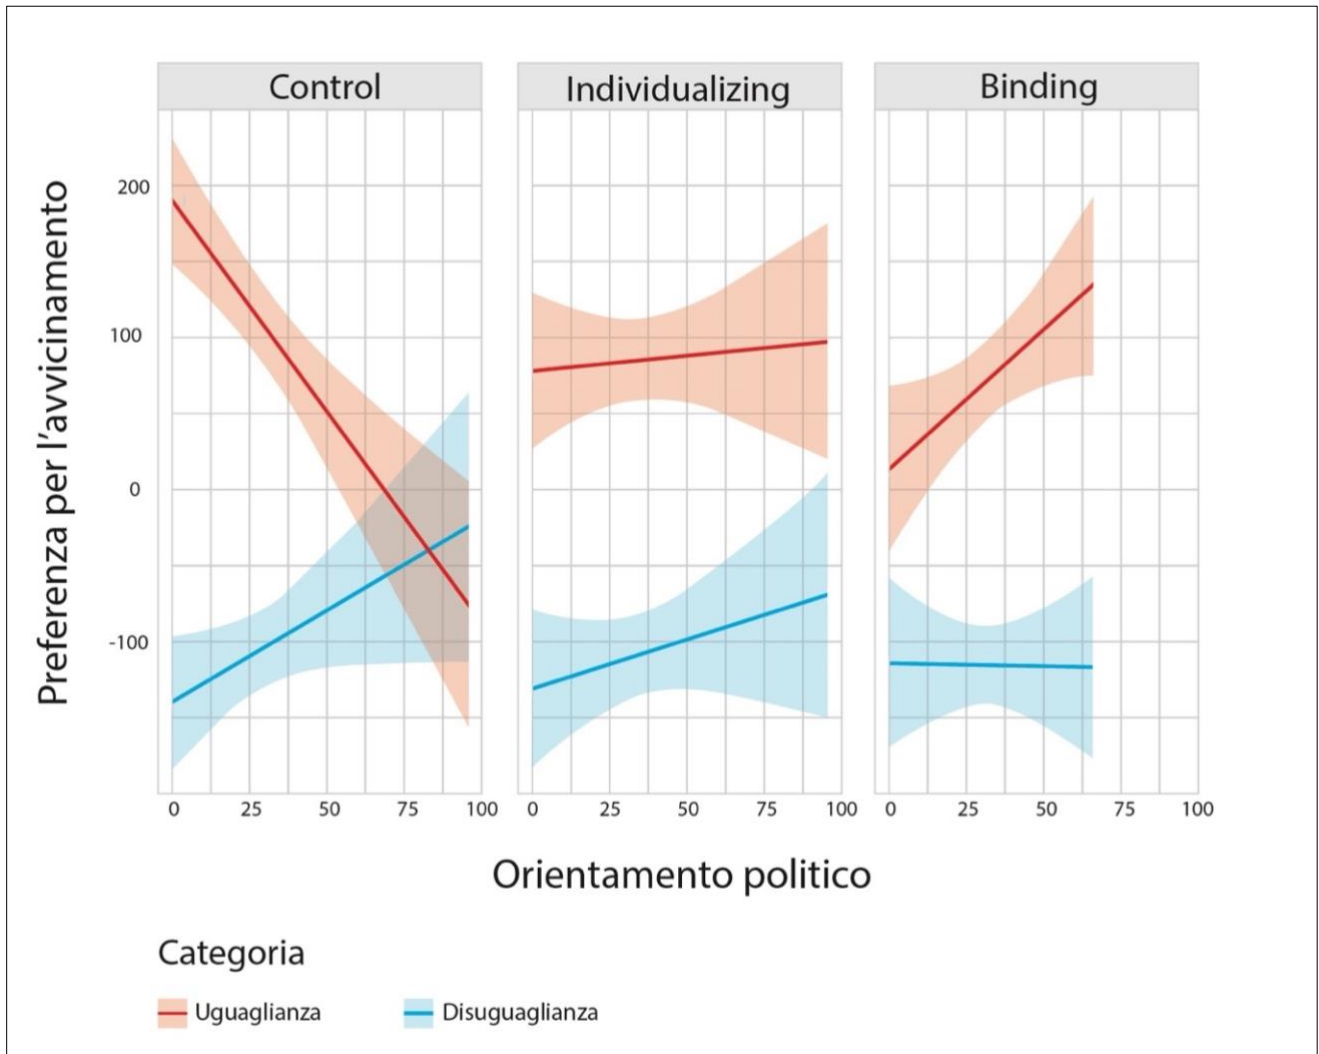 Control Individualizing Binding
Preferenza per l'avvicinamento
200
100
0
-100
0 25 50 75 100 0 25 50 75 100 0 25 50 75 100
Orientamento politico
Categoria
Uguaglianza Disuguaglianza